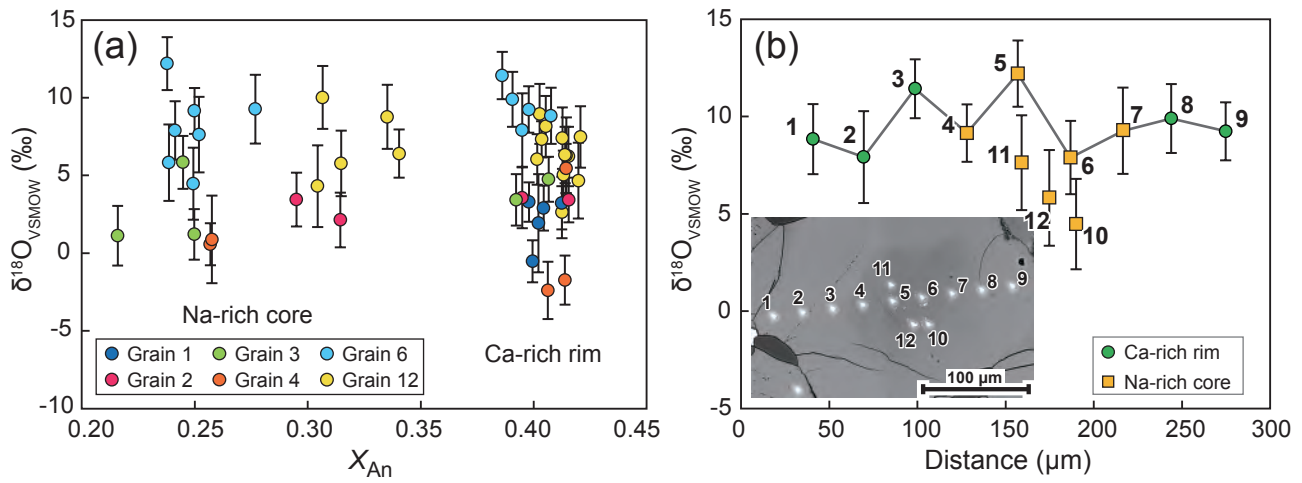 (a)
δ¹⁸O_VSMOW (‰)
15
10
5
0
-5
-10
Na-rich core
Ca-rich rim
Grain 1
Grain 3
Grain 6
Grain 2
Grain 4
Grain 12
0.20 0.25 0.30 0.35 0.40 0.45
X_An
(b)
δ¹⁸O_VSMOW (‰)
15
10
5
0
-5
1
2
3
4
5
6
7
8
9
11
12
10
1 2 3 4 11 5 6 7 8 9
12 10
100 µm
Ca-rich rim
Na-rich core
0 50 100 150 200 250 300
Distance (µm)